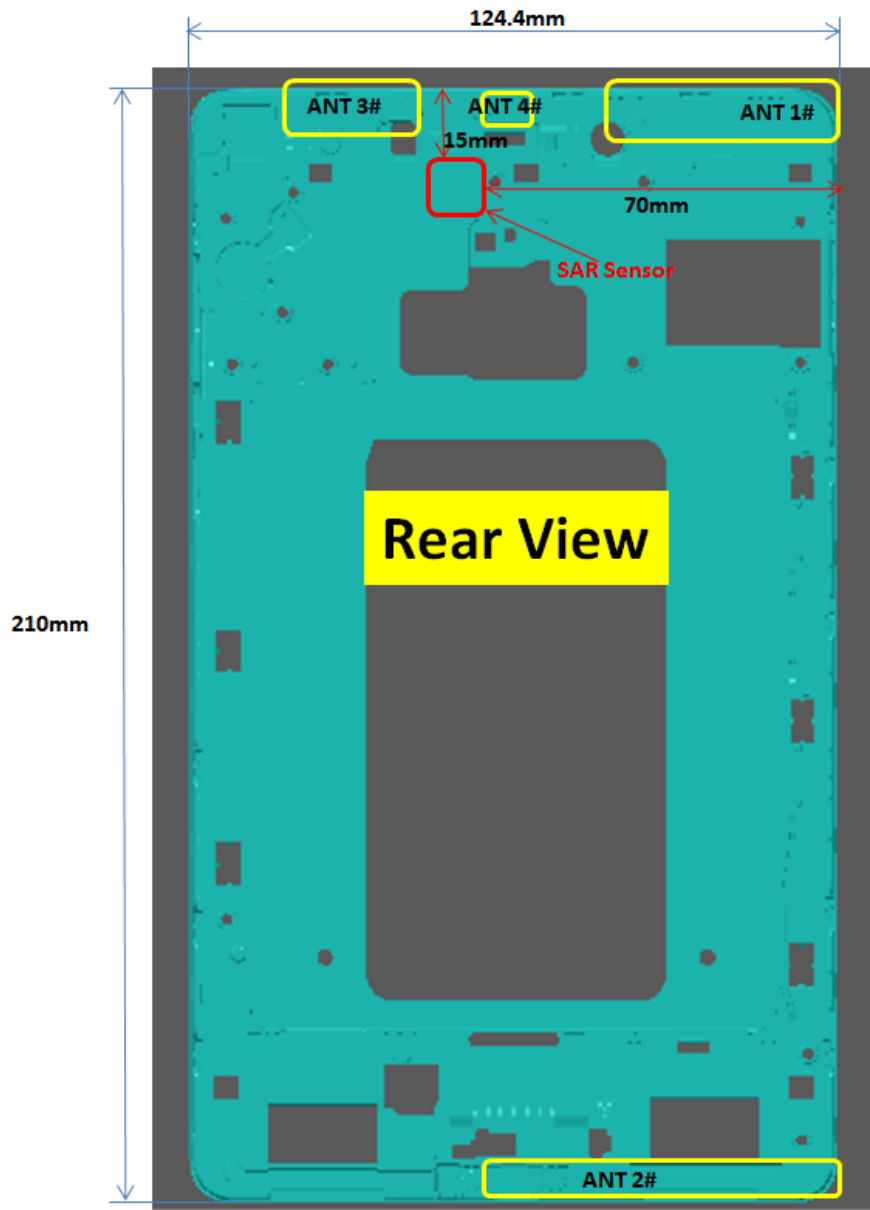 124.4mm
ANT 3#
ANT 4#
ANT 1#
15mm
70mm
SAR Sensor
Rear View
210mm
ANT 2#